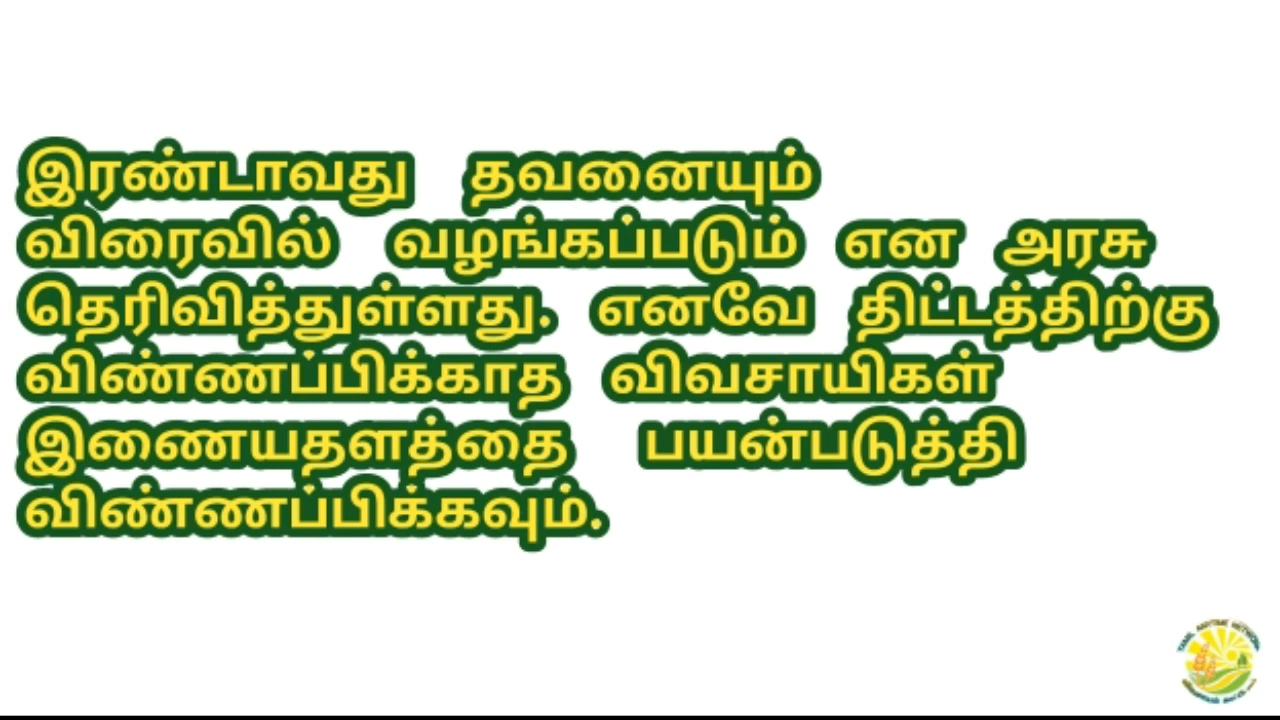 இரண்டாவது தவனையும்
விரைவில் வழங்கப்படும் என அரசு
தெரிவித்துள்ளது. எனவே திட்டத்திற்கு
விண்ணப்பிக்காத விவசாயிகள்
இணையதளத்தை பயன்படுத்தி
விண்ணப்பிக்கவும்.